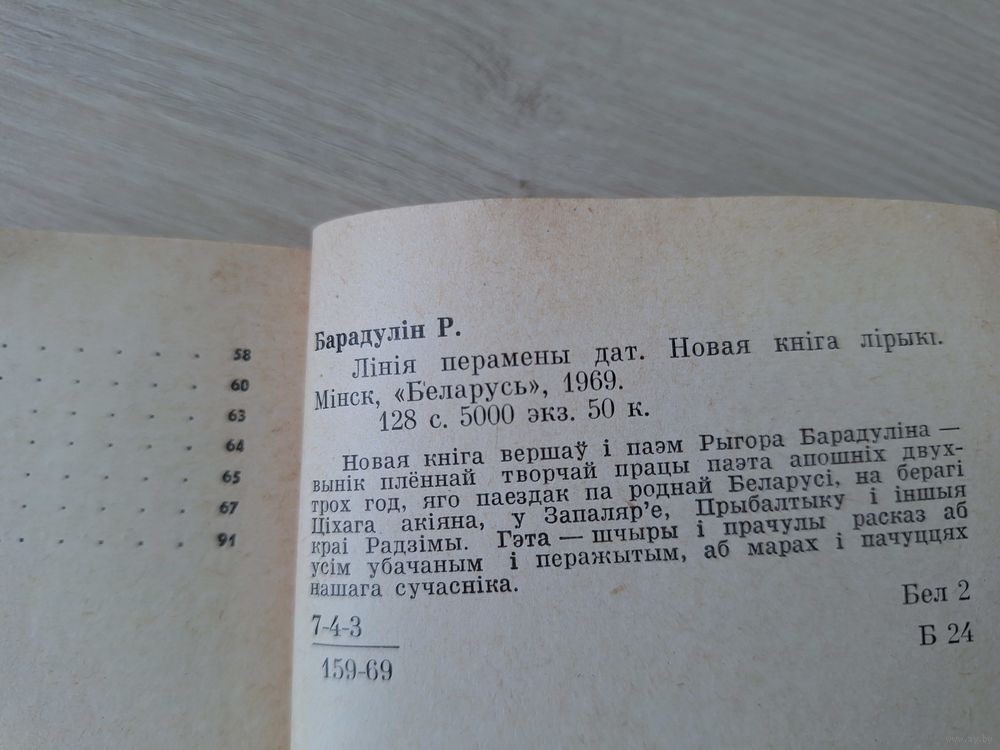 . . . . . . . 58
. . . . . . . 60
. . . . . . . 63
. . . . . . . 64
. . . . . . . 65
. . . . . . . 67
. . . . . . . 91
Барадулін Р.
Лінія перамены дат. Новая кніга лірыкі.
Мінск, «Беларусь», 1969.
128 с. 5000 экз. 50 к.
Новая кніга вершаў і паэм Рыгора Барадуліна —
вынік плённай творчай працы паэта апошніх двух-
трох год, яго паездак па роднай Беларусі, на берагі
Ціхага акіяна, у Запаляр’е, Прыбалтыку і іншыя
краі Радзімы. Гэта — шчыры і прачулы расказ аб
усім убачаным і перажытым, аб марах і пачуццях
нашага сучасніка.
7-4-3
159-69
Бел 2
Б 24